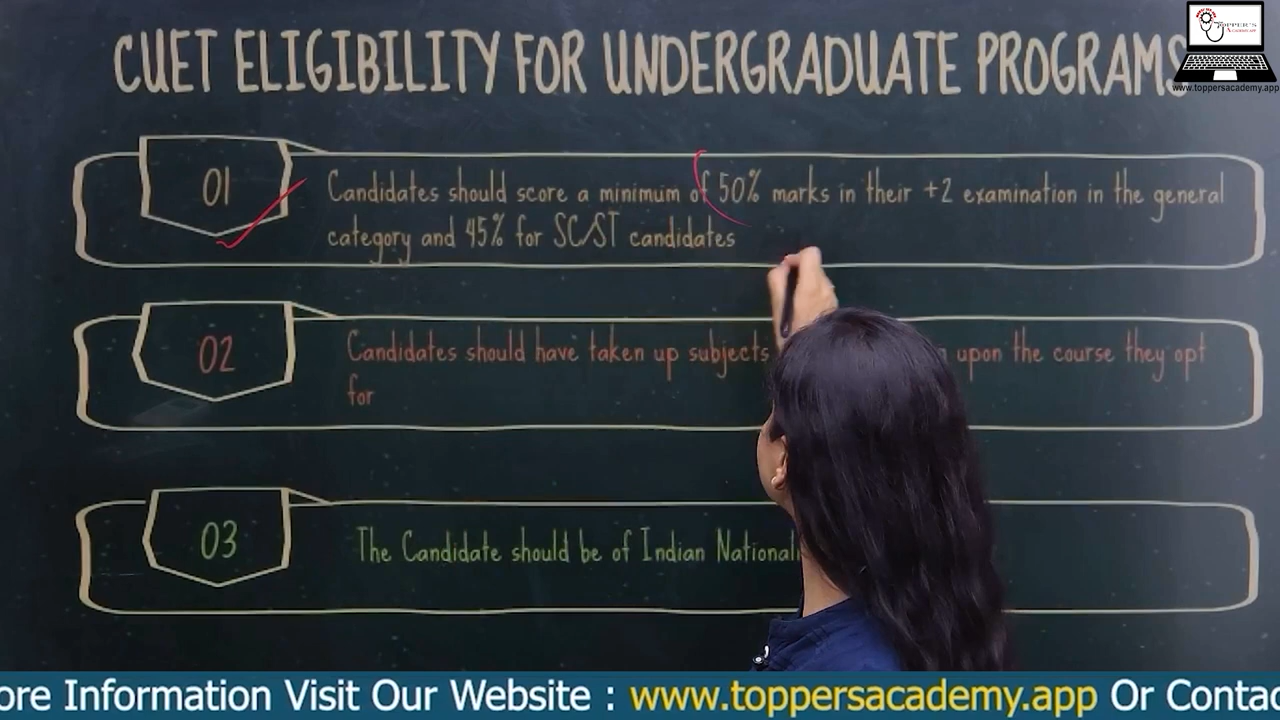 CUET ELIGIBILITY FOR UNDERGRADUATE PROGRAMS
TOPPER'S
www.toppersacademy.app
01
Candidates should score a minimum of 50% marks in their +2 examination in the general
category and 45% for SC/ST candidates
02
Candidates should have taken up subjects upon the course they opt
for
03
The Candidate should be of Indian
ore Information Visit Our Website : www.toppersacademy.app Or Contac